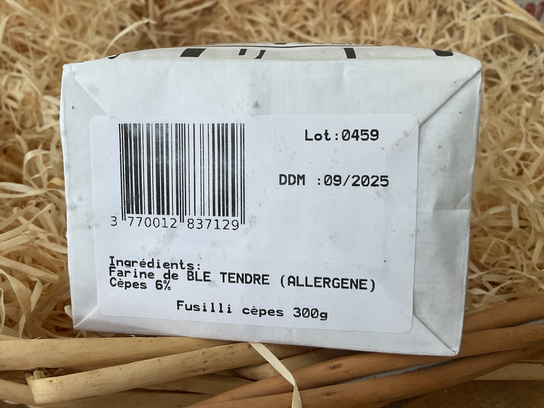 Lot:0459
DDM :09/2025
3 770012 837129
Ingrédients:
Farine de BLE TENDRE (ALLERGENE)
Cèpes 6%
Fusilli cèpes 300g